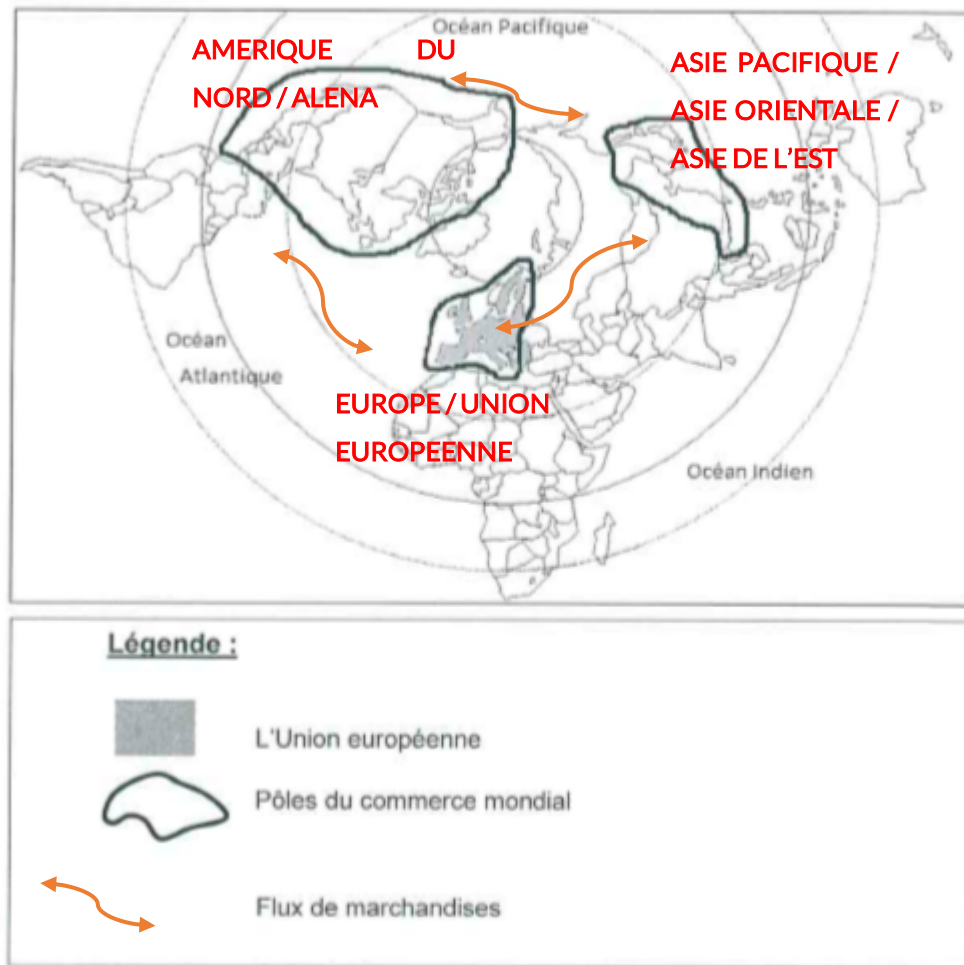 Océan Pacifique
AMERIQUE DU
NORD / ALENA
ASIE PACIFIQUE /
ASIE ORIENTALE /
ASIE DE L'EST
Océan
Atlantique
EUROPE / UNION
EUROPEENNE
Océan Indien
Légende :
L'Union européenne
Pôles du commerce mondial
Flux de marchandises